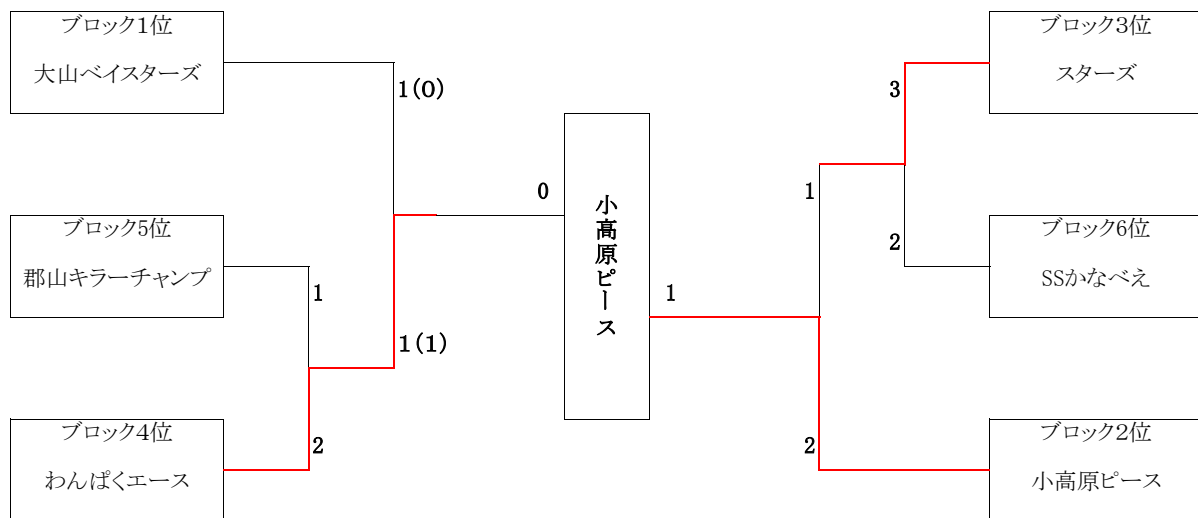 ブロック1位
大山ベイスターズ
1(0)
ブロック5位
郡山キラーチャンプ
1
1(1)
ブロック4位
わんぱくエース
2
0
小高原ピース
1
ブロック3位
スターズ
3
1
ブロック6位
SSかなべえ
2
ブロック2位
小高原ピース
2